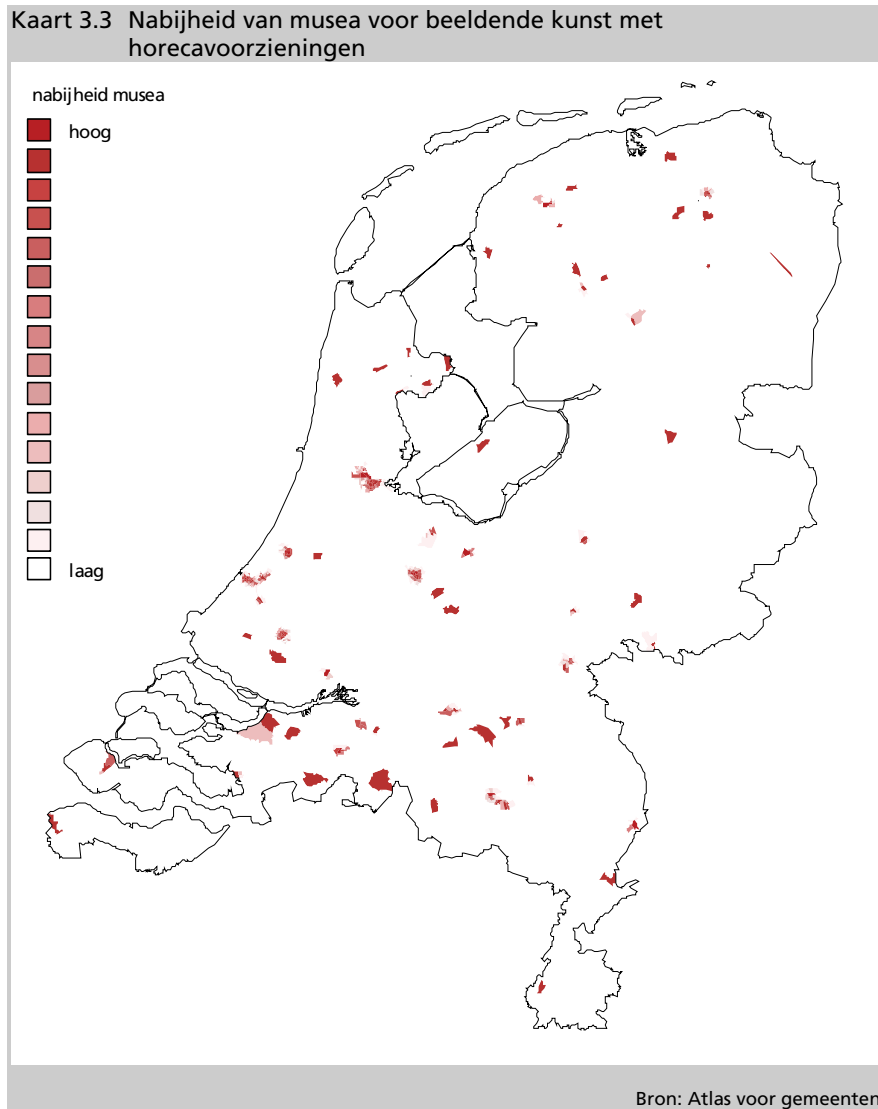 Kaart 3.3 Nabijheid van musea voor beeldende kunst met
horecavoorzieningen
nabijheid musea
hoog
laag
Bron: Atlas voor gemeenten